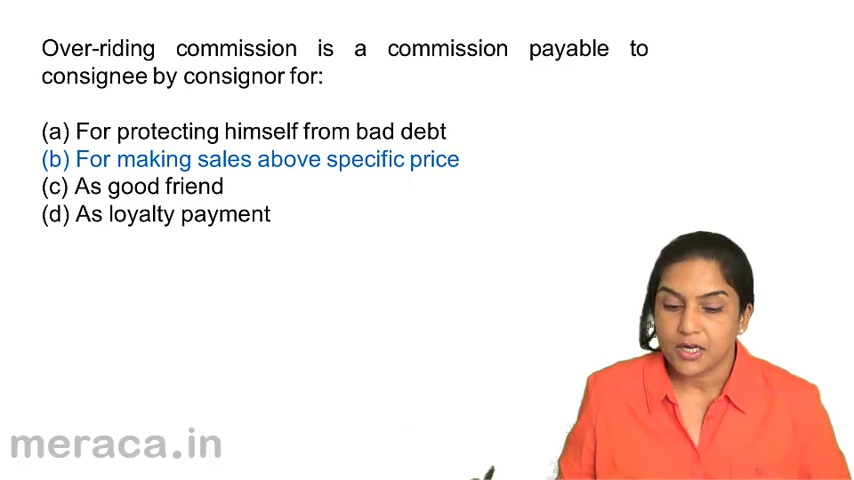 Over-riding commission is a commission payable to
consignee by consignor for:
(a) For protecting himself from bad debt
(b) For making sales above specific price
(c) As good friend
(d) As loyalty payment
meraca.in